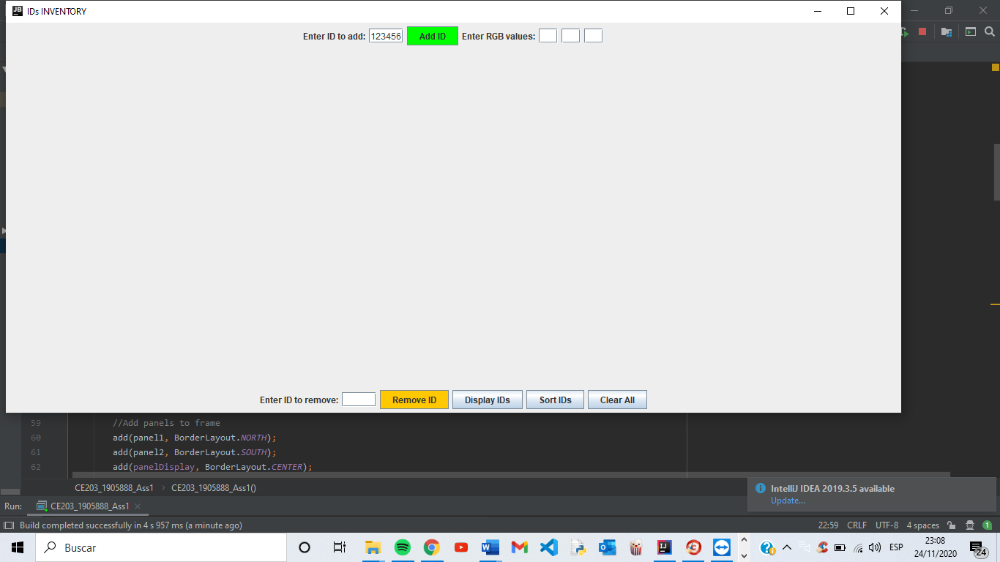 JB IDs INVENTORY
Enter ID to add: 123456 Add ID Enter RGB values:
Enter ID to remove: Remove ID Display IDs Sort IDs Clear All
59 //Add panels to frame
60 add(panel1, BorderLayout.NORTH);
61 add(panel2, BorderLayout.SOUTH);
62 add(panelDisplay, BorderLayout.CENTER);
CE203_1905888_Ass1 › CE203_1905888_Ass1()
IntelliJ IDEA 2019.3.5 available
Update...
Run: CE203_1905888_Ass1
Build completed successfully in 4 s 957 ms (a minute ago)
22:59 CRLF UTF-8 4 spaces 1
Buscar
ESP
23:08
24/11/2020
24